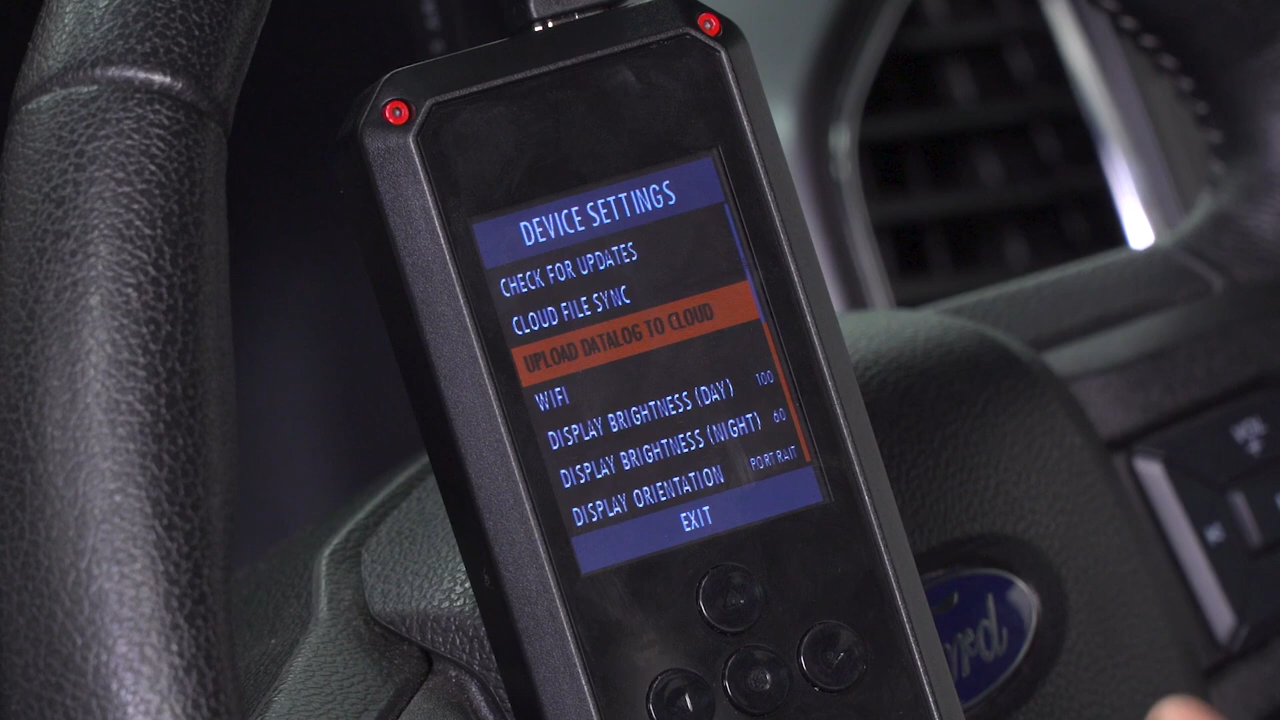 DEVICE SETTINGS
CHECK FOR UPDATES
CLOUD FILE SYNC
UPLOAD DATALOG TO CLOUD
WIFI
DISPLAY BRIGHTNESS (DAY) 100
DISPLAY BRIGHTNESS (NIGHT) 60
DISPLAY ORIENTATION PORTRAIT
EXIT
Ford